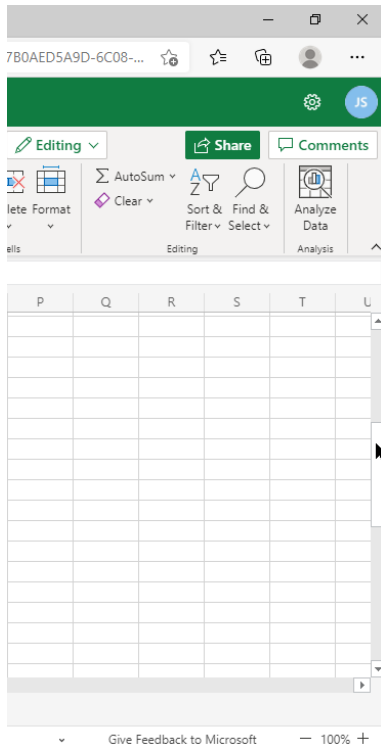 7B0AED5A9D-6C08-...
JS
Editing
Share
Comments
lete Format
AutoSum
Clear
Sort & Filter
Find & Select
Analyze Data
ells
Editing
Analysis
P Q R S T U
Give Feedback to Microsoft
100%